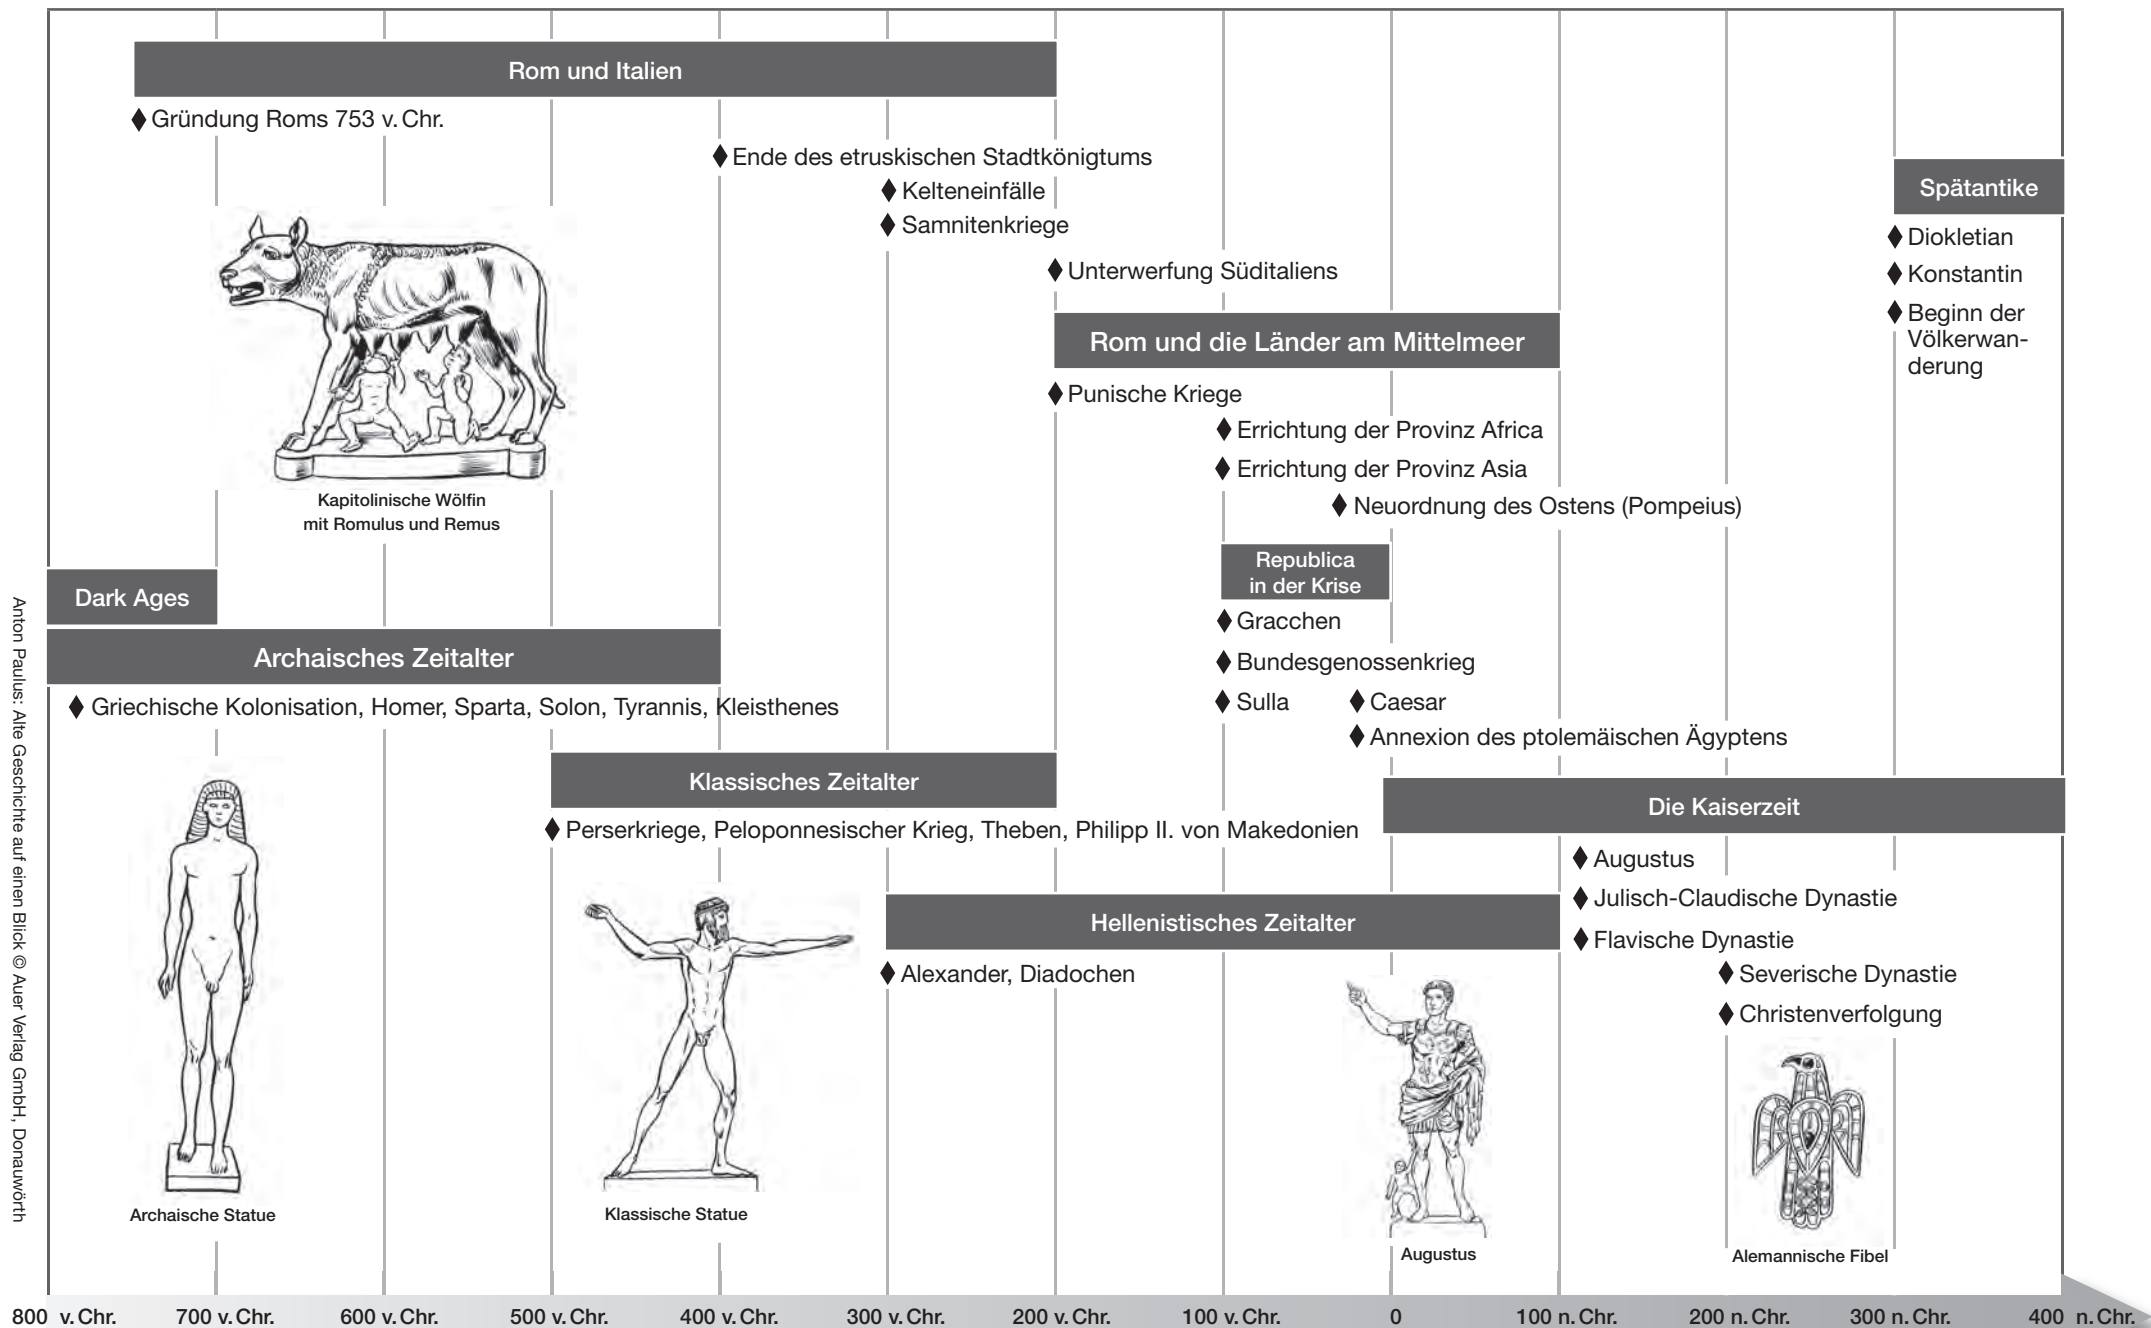 Rom und Italien
Gründung Roms 753 v. Chr.
Ende des etruskischen Stadtkönigtums
Kelteneinfälle
Samnitenkriege
Spätantike
Diokletian
Konstantin
Beginn der
Völkerwan-
derung
Unterwerfung Süditaliens
Rom und die Länder am Mittelmeer
Punische Kriege
Errichtung der Provinz Africa
Errichtung der Provinz Asia
Neuordnung des Ostens (Pompeius)
Kapitolinische Wölfin
mit Romulus und Remus
Republica
in der Krise
Gracchen
Bundesgenossenkrieg
Sulla
Caesar
Annexion des ptolemäischen Ägyptens
Dark Ages
Archaisches Zeitalter
Griechische Kolonisation, Homer, Sparta, Solon, Tyrannis, Kleisthenes
Klassisches Zeitalter
Perserkriege, Peloponnesischer Krieg, Theben, Philipp II. von Makedonien
Die Kaiserzeit
Augustus
Julisch-Claudische Dynastie
Flavische Dynastie
Severische Dynastie
Christenverfolgung
Hellenistisches Zeitalter
Alexander, Diadochen
Archaische Statue
Klassische Statue
Augustus
Alemannische Fibel
800 v. Chr.
700 v. Chr.
600 v. Chr.
500 v. Chr.
400 v. Chr.
300 v. Chr.
200 v. Chr.
100 v. Chr.
0
100 n. Chr.
200 n. Chr.
300 n. Chr.
400 n. Chr.
Anton Paulus: Alte Geschichte auf einen Blick © Auer Verlag GmbH, Donauwörth